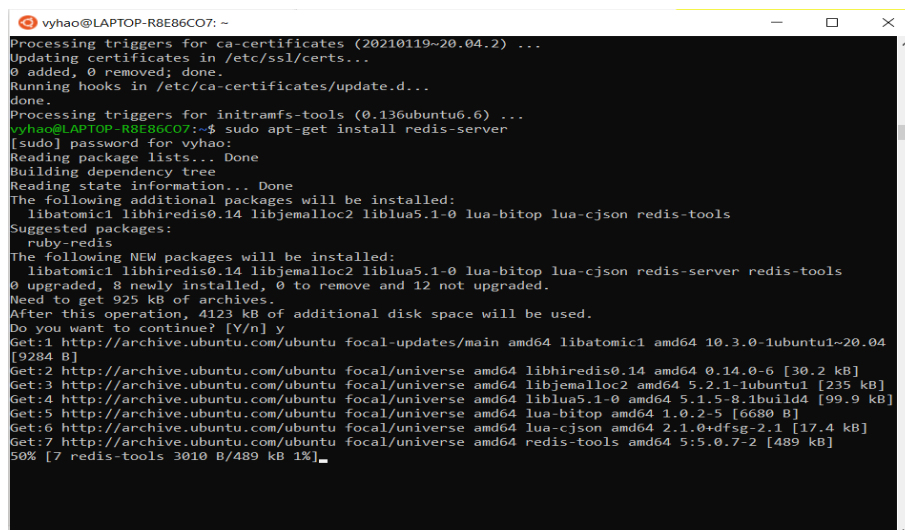 vyhao@LAPTOP-R8E86CO7: ~
Processing triggers for ca-certificates (20210119~20.04.2) ...
Updating certificates in /etc/ssl/certs...
0 added, 0 removed; done.
Running hooks in /etc/ca-certificates/update.d...
done.
Processing triggers for initramfs-tools (0.136ubuntu6.6) ...
vyhao@LAPTOP-R8E86CO7:~$ sudo apt-get install redis-server
[sudo] password for vyhao:
Reading package lists... Done
Building dependency tree
Reading state information... Done
The following additional packages will be installed:
  libatomic1 libhiredis0.14 libjemalloc2 liblua5.1-0 lua-bitop lua-cjson redis-tools
Suggested packages:
  ruby-redis
The following NEW packages will be installed:
  libatomic1 libhiredis0.14 libjemalloc2 liblua5.1-0 lua-bitop lua-cjson redis-server redis-tools
0 upgraded, 8 newly installed, 0 to remove and 12 not upgraded.
Need to get 925 kB of archives.
After this operation, 4123 kB of additional disk space will be used.
Do you want to continue? [Y/n] y
Get:1 http://archive.ubuntu.com/ubuntu focal-updates/main amd64 libatomic1 amd64 10.3.0-1ubuntu1~20.04
[9284 B]
Get:2 http://archive.ubuntu.com/ubuntu focal/universe amd64 libhiredis0.14 amd64 0.14.0-6 [30.2 kB]
Get:3 http://archive.ubuntu.com/ubuntu focal/universe amd64 libjemalloc2 amd64 5.2.1-1ubuntu1 [235 kB]
Get:4 http://archive.ubuntu.com/ubuntu focal/universe amd64 liblua5.1-0 amd64 5.1.5-8.1build4 [99.9 kB]
Get:5 http://archive.ubuntu.com/ubuntu focal/universe amd64 lua-bitop amd64 1.0.2-5 [6680 B]
Get:6 http://archive.ubuntu.com/ubuntu focal/universe amd64 lua-cjson amd64 2.1.0+dfsg-2.1 [17.4 kB]
Get:7 http://archive.ubuntu.com/ubuntu focal/universe amd64 redis-tools amd64 5:5.0.7-2 [489 kB]
50% [7 redis-tools 3010 B/489 kB 1%]